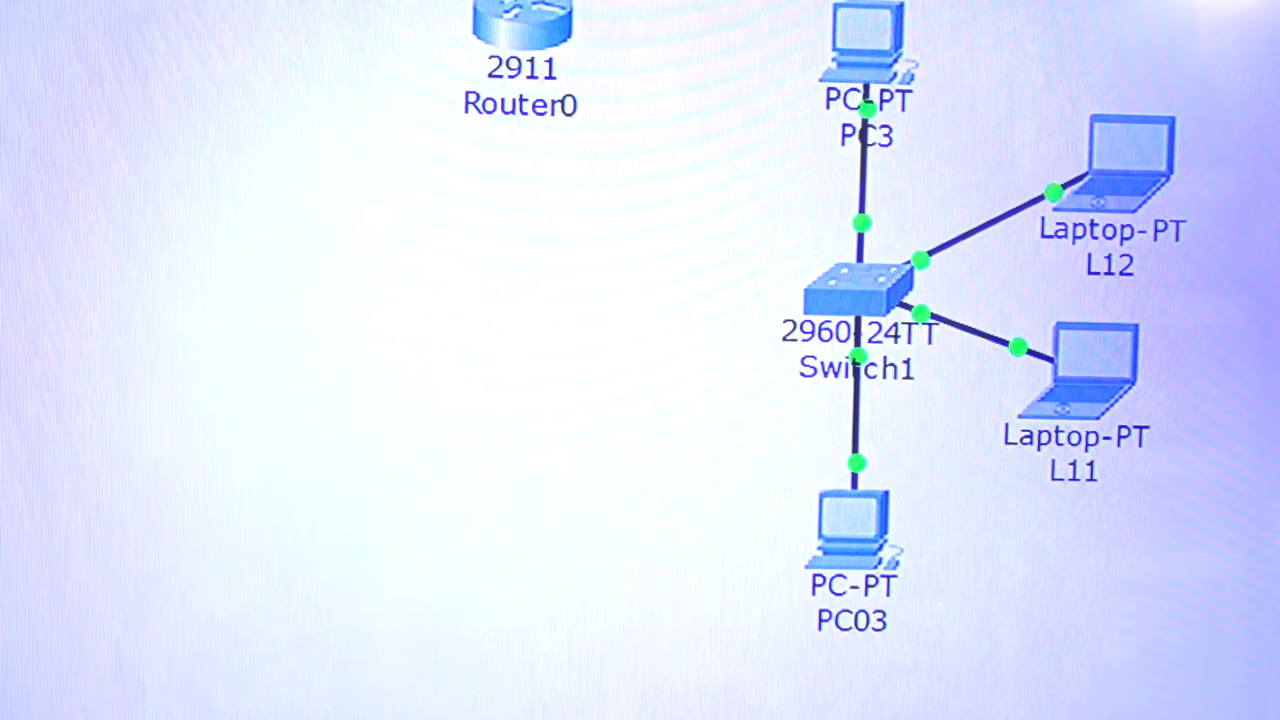 2911
Router0
PC-PT
PC3
Laptop-PT
L12
2960-24TT
Switch1
Laptop-PT
L11
PC-PT
PC03